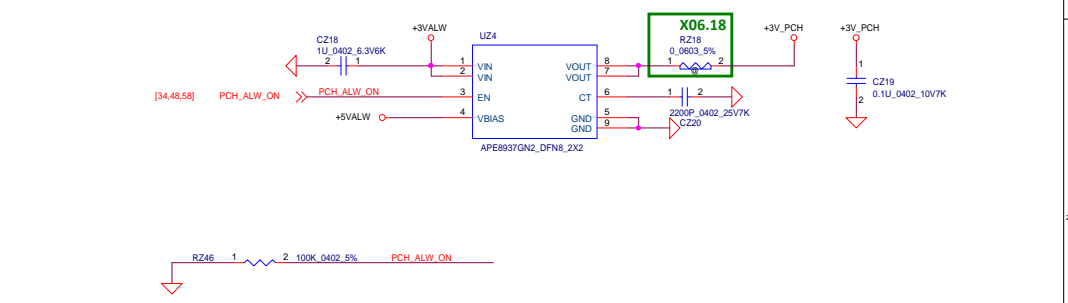 X06.18
+3VALW
+3V_PCH
+3V_PCH
CZ18
UZ4
RZ18
1U_0402_6.3V6K
0_0603_5%
2 1
1 VIN VOUT 8 1 2
2 VIN VOUT 7 @
1
CZ19
0.1U_0402_10V7K
2
[34,48,58] PCH_ALW_ON PCH_ALW_ON 3 EN CT 6 1 2
+5VALW 4 VBIAS GND 5 2200P_0402_25V7K
GND 9 CZ20
APE8937GN2_DFN8_2X2
2
RZ46 1 2 100K_0402_5% PCH_ALW_ON